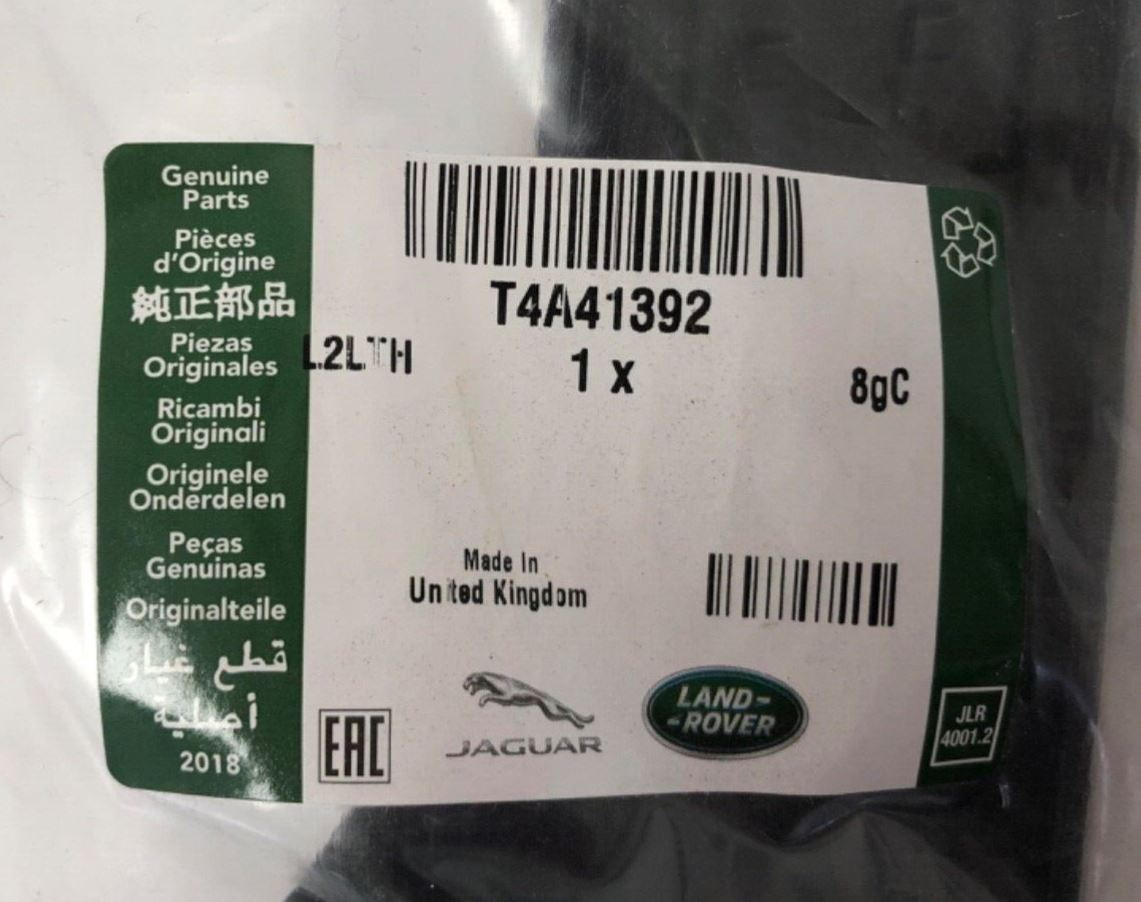 Genuine
Parts
Pièces
d'Origine
純正部品
Piezas
Originales
Ricambi
Originali
Originele
Onderdelen
Peças
Genuinas
Originalteile
قطع غيار
أصلية
2018
T4A41392
L2LTH
1 x
8gC
Made In
United Kingdom
EAC
JAGUAR
LAND-
-ROVER
JLR
4001.2